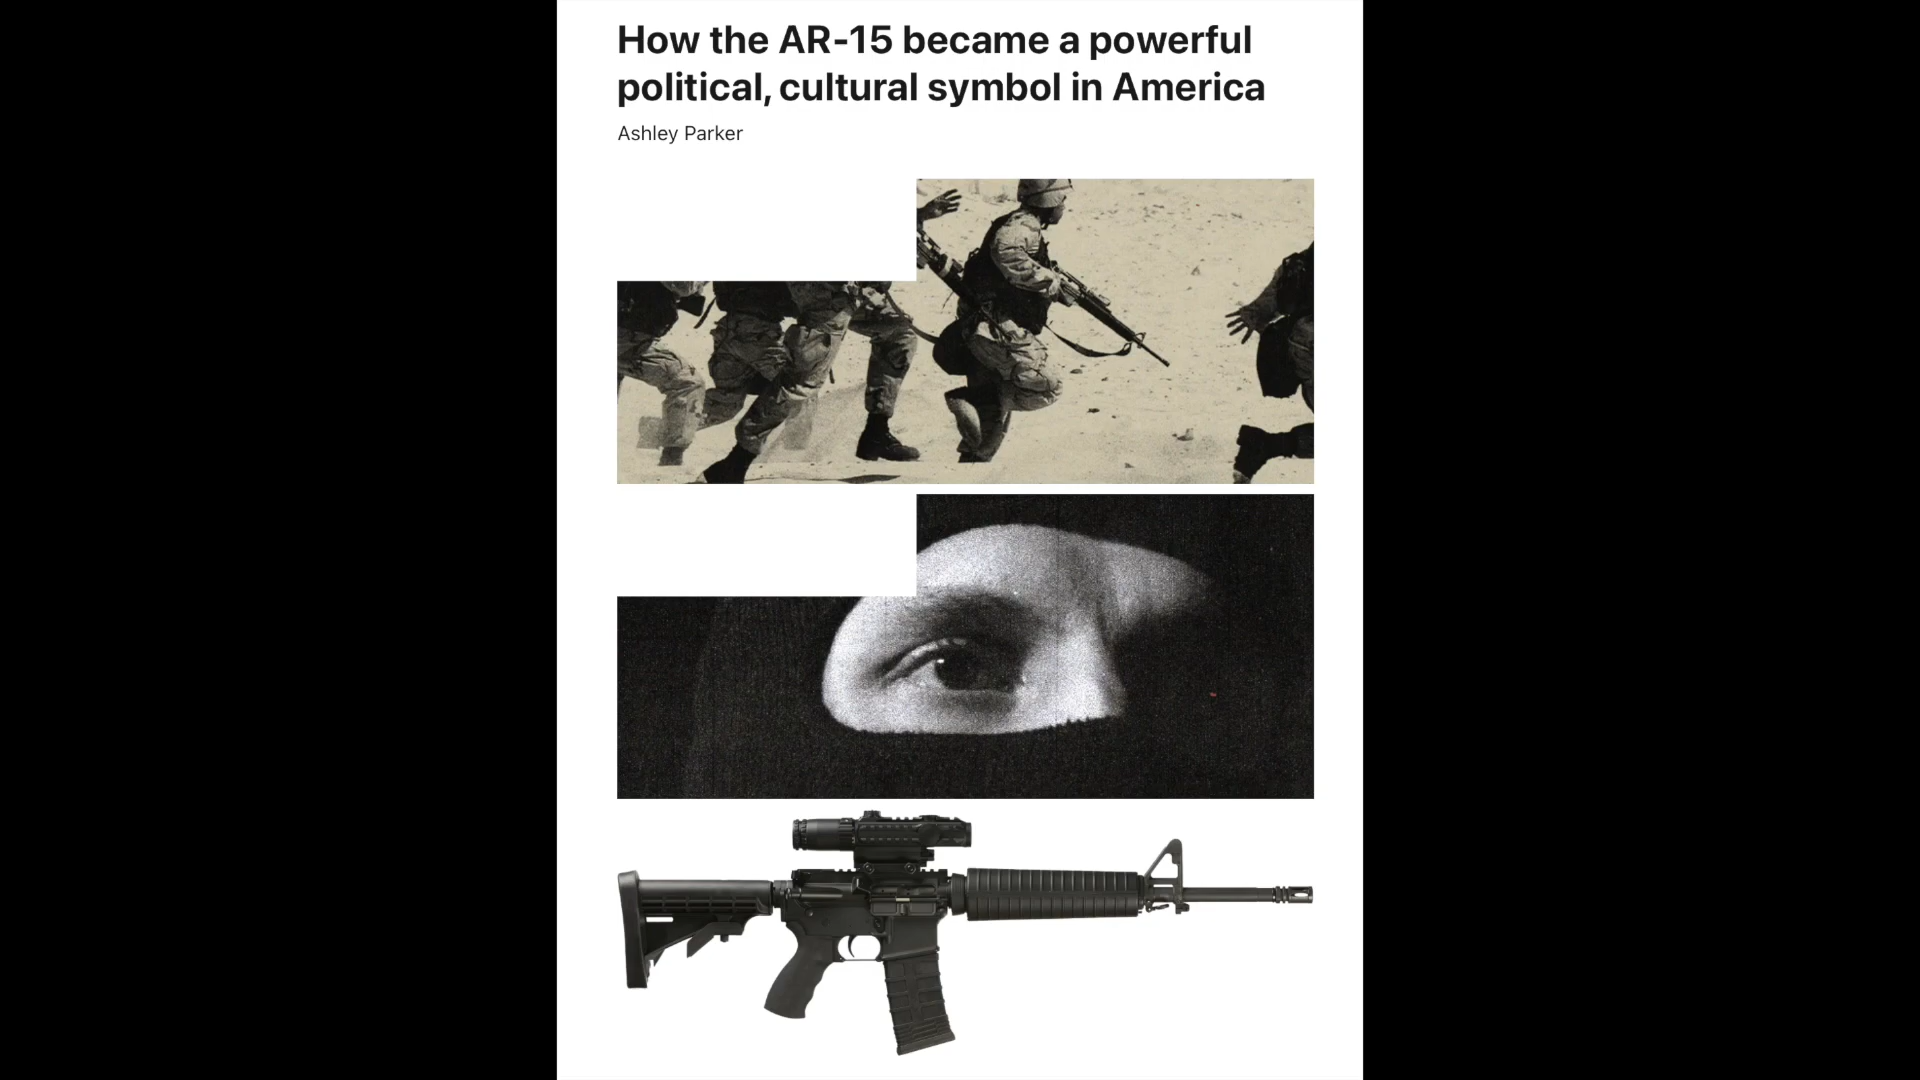 How the AR-15 became a powerful
political, cultural symbol in America
Ashley Parker